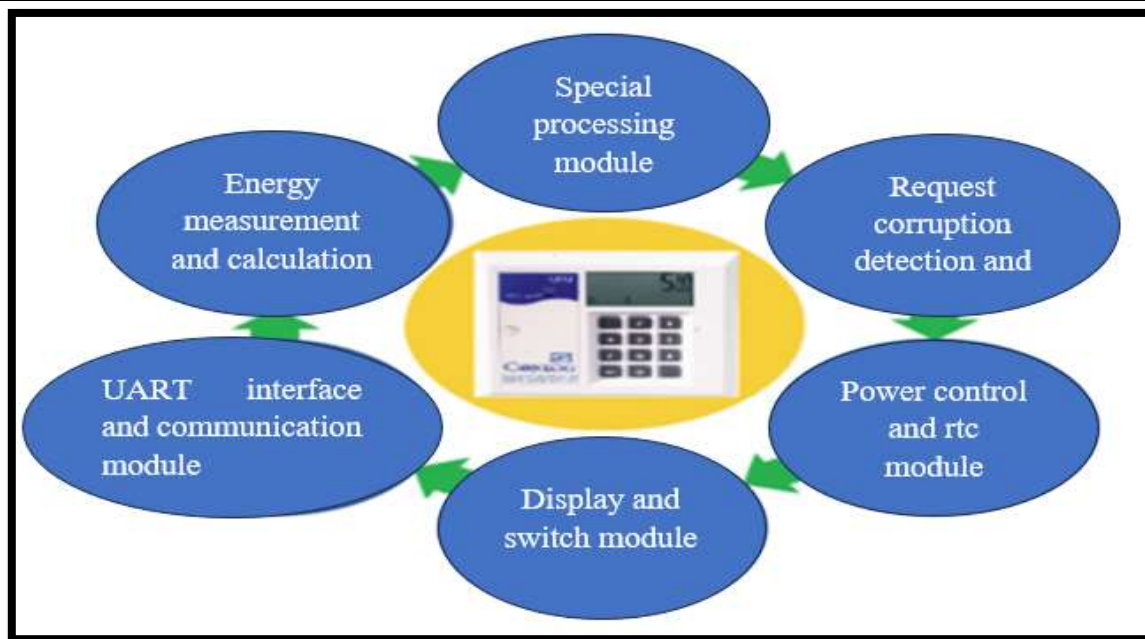 Special
processing
module
Request
corruption
detection and
Power control
and rtc
module
Display and
switch module
UART interface
and communication
module
Energy
measurement
and calculation